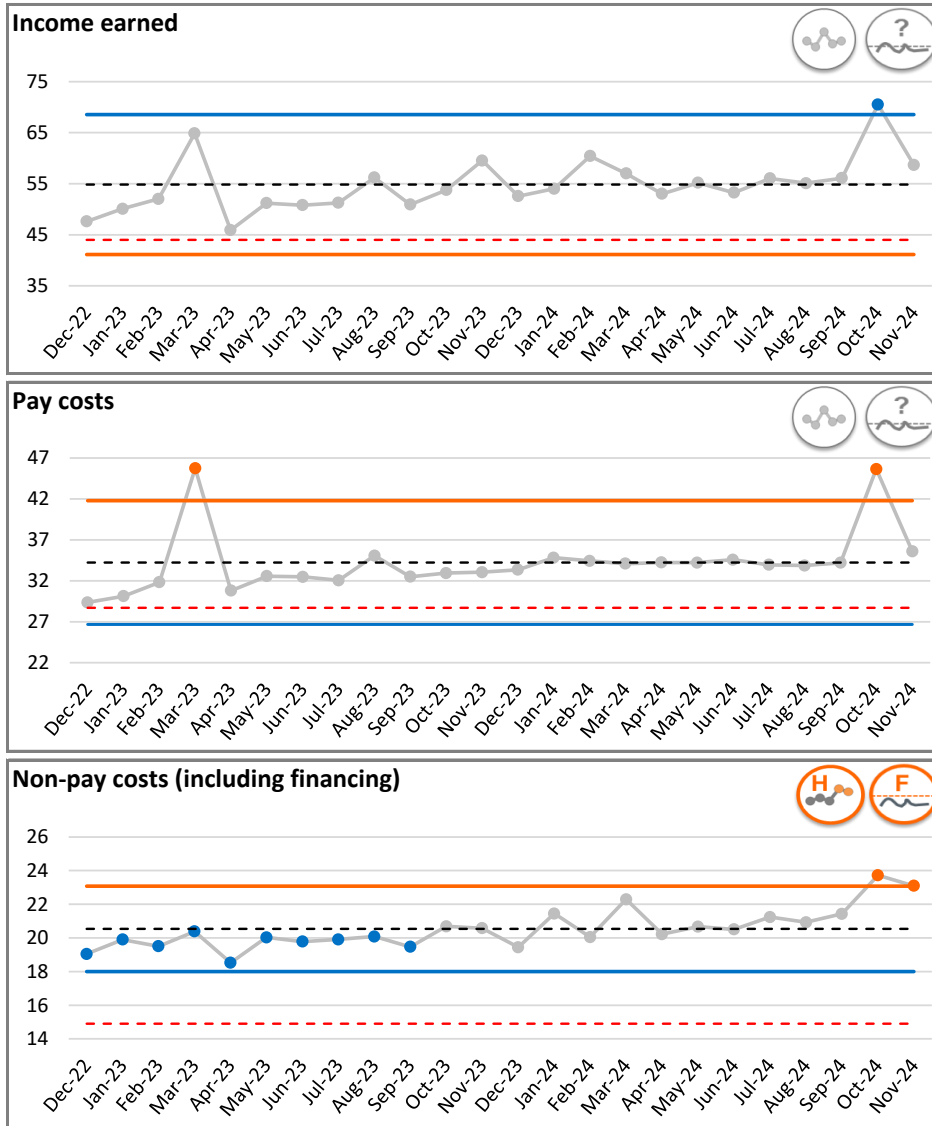 Income earned
?
75
65
55
45
35
Dec-22 Jan-23 Feb-23 Mar-23 Apr-23 May-23 Jun-23 Jul-23 Aug-23 Sep-23 Oct-23 Nov-23 Dec-23 Jan-24 Feb-24 Mar-24 Apr-24 May-24 Jun-24 Jul-24 Aug-24 Sep-24 Oct-24 Nov-24
Pay costs
?
47
42
37
32
27
22
Dec-22 Jan-23 Feb-23 Mar-23 Apr-23 May-23 Jun-23 Jul-23 Aug-23 Sep-23 Oct-23 Nov-23 Dec-23 Jan-24 Feb-24 Mar-24 Apr-24 May-24 Jun-24 Jul-24 Aug-24 Sep-24 Oct-24 Nov-24
Non-pay costs (including financing)
H F
26
24
22
20
18
16
14
Dec-22 Jan-23 Feb-23 Mar-23 Apr-23 May-23 Jun-23 Jul-23 Aug-23 Sep-23 Oct-23 Nov-23 Dec-23 Jan-24 Feb-24 Mar-24 Apr-24 May-24 Jun-24 Jul-24 Aug-24 Sep-24 Oct-24 Nov-24